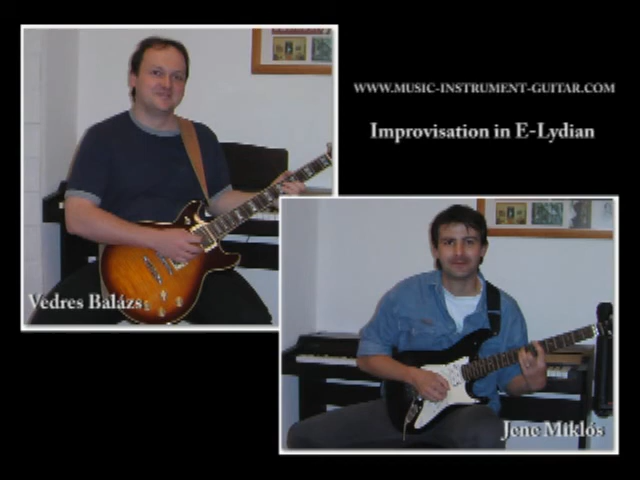 WWW.MUSIC-INSTRUMENT-GUITAR.COM
Improvisation in E-Lydian
Vedres Balázs
Jene Miklós